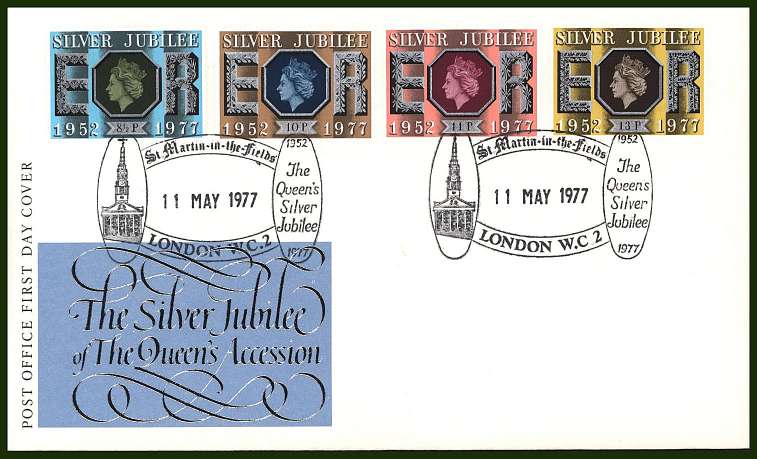 SILVER JUBILEE
E R
1952 8½P 1977
SILVER JUBILEE
E R
1952 10P 1977
SILVER JUBILEE
E R
1952 11P 1977
SILVER JUBILEE
E R
1952 13P 1977
St Martin-in-the-Fields
11 MAY 1977
LONDON W.C.2
1952
The
Queen's
Silver
Jubilee
1977
St Martin-in-the-Fields
11 MAY 1977
LONDON W.C.2
1952
The
Queen's
Silver
Jubilee
1977
POST OFFICE FIRST DAY COVER
The Silver Jubilee
of The Queen's Accession